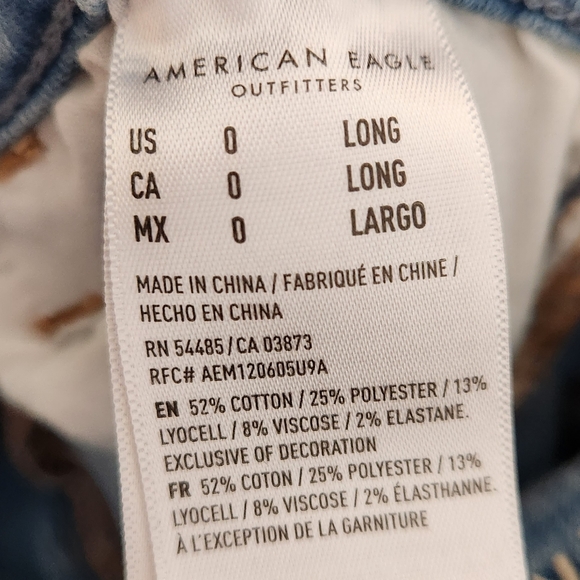 AMERICAN EAGLE
OUTFITTERS
US 0 LONG
CA 0 LONG
MX 0 LARGO
MADE IN CHINA / FABRIQUÉ EN CHINE /
HECHO EN CHINA
RN 54485/CA 03873
RFC# AEM120605U9A
EN 52% COTTON / 25% POLYESTER / 13%
LYOCELL / 8% VISCOSE / 2% ELASTANE.
EXCLUSIVE OF DECORATION
FR 52% COTON / 25% POLYESTER / 13%
LYOCELL / 8% VISCOSE / 2% ÉLASTHANNE.
À L'EXCEPTION DE LA GARNITURE